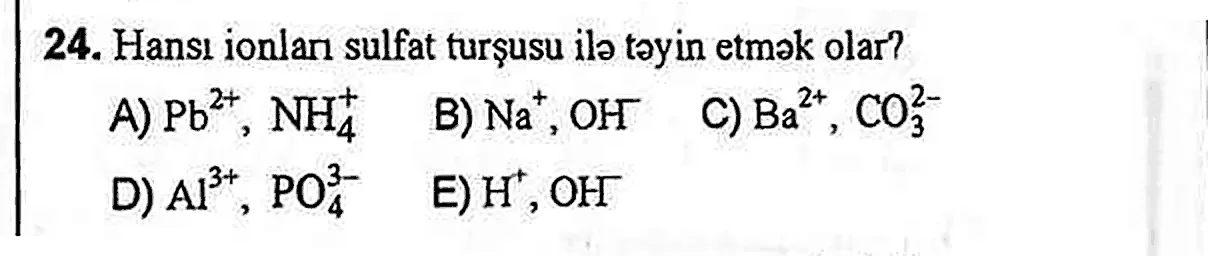 24. Hansı ionları sulfat turşusu ilə təyin etmək olar?
A) Pb²⁺, NH₄⁺ B) Na⁺, OH⁻ C) Ba²⁺, CO₃²⁻
D) Al³⁺, PO₄³⁻ E) H⁺, OH⁻